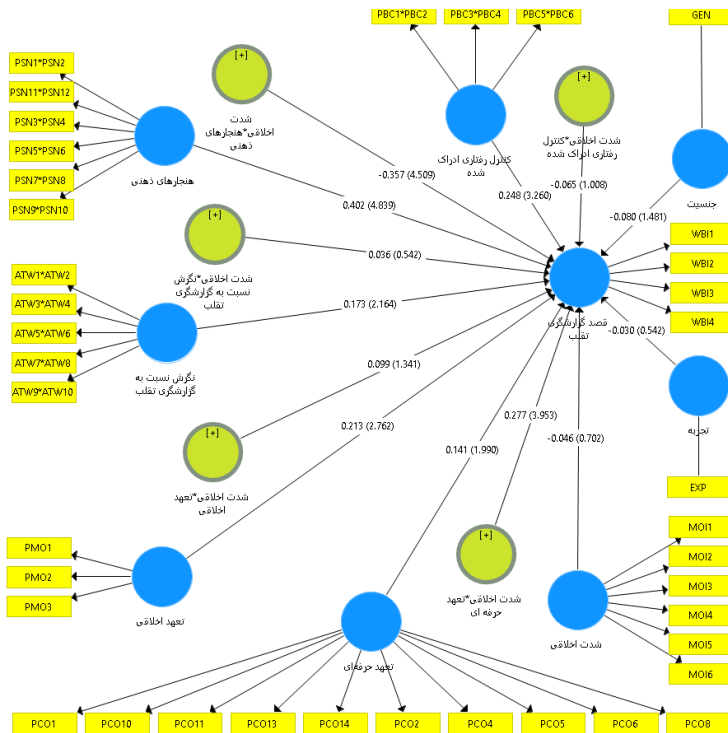 PBC1*PBC2
PBC3*PBC4
PBC5*PBC6
GEN
PSN1*PSN2
PSN11*PSN12
PSN3*PSN4
PSN5*PSN6
PSN7*PSN8
PSN9*PSN10
هنجارهای ذهنی
[+]
شدت
اخلاقی*هنجارهای
ذهنی
کنترل رفتاری ادراک
شده
[+]
شدت اخلاقی*کنترل
رفتاری ادراک شده
جنسیت
-0.357 (4.509)
0.402 (4.839)
0.248 (3.260)
-0.065 (1.008)
-0.080 (1.481)
[+]
شدت اخلاقی*نگرش
نسبت به گزارشگری
تقلب
0.036 (0.542)
0.173 (2.164)
ATW1*ATW2
ATW3*ATW4
ATW5*ATW6
ATW7*ATW8
ATW9*ATW10
نگرش نسبت به
گزارشگری تقلب
WBI1
WBI2
WBI3
WBI4
قصد گزارشگری
تقلب
-0.030 (0.542)
تجربه
EXP
0.099 (1.341)
0.213 (2.762)
0.141 (1.990)
0.277 (3.953)
-0.046 (0.702)
[+]
شدت اخلاقی*تعهد
اخلاقی
PMO1
PMO2
PMO3
تعهد اخلاقی
[+]
شدت اخلاقی*تعهد
حرفه ای
شدت اخلاقی
MOI1
MOI2
MOI3
MOI4
MOI5
MOI6
تعهد حرفه‌ای
PCO1
PCO10
PCO11
PCO13
PCO14
PCO2
PCO4
PCO5
PCO6
PCO8